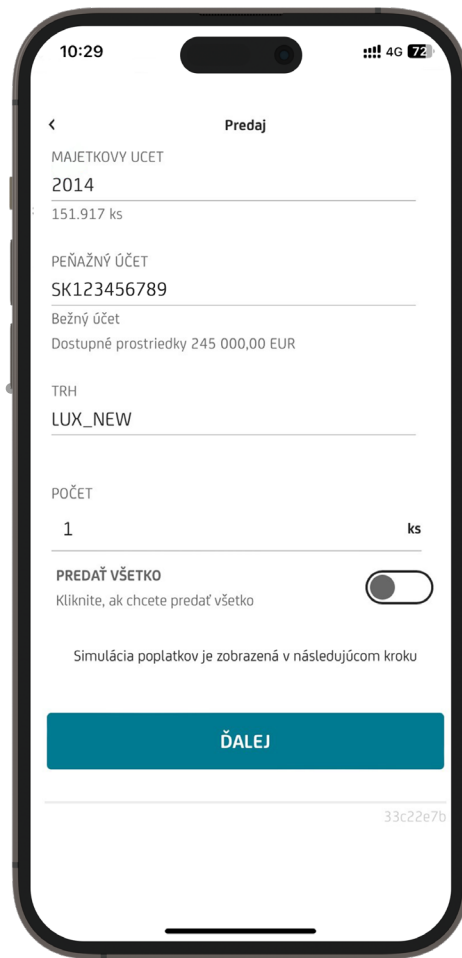 10:29 4G 72
Predaj
MAJETKOVY UCET
2014
151.917 ks
PEŇAŽNÝ ÚČET
SK123456789
Bežný účet
Dostupné prostriedky 245 000,00 EUR
TRH
LUX_NEW
POČET
1 ks
PREDAŤ VŠETKO
Kliknite, ak chcete predať všetko
Simulácia poplatkov je zobrazená v následujúcom kroku
ĎALEJ
33c22e7b